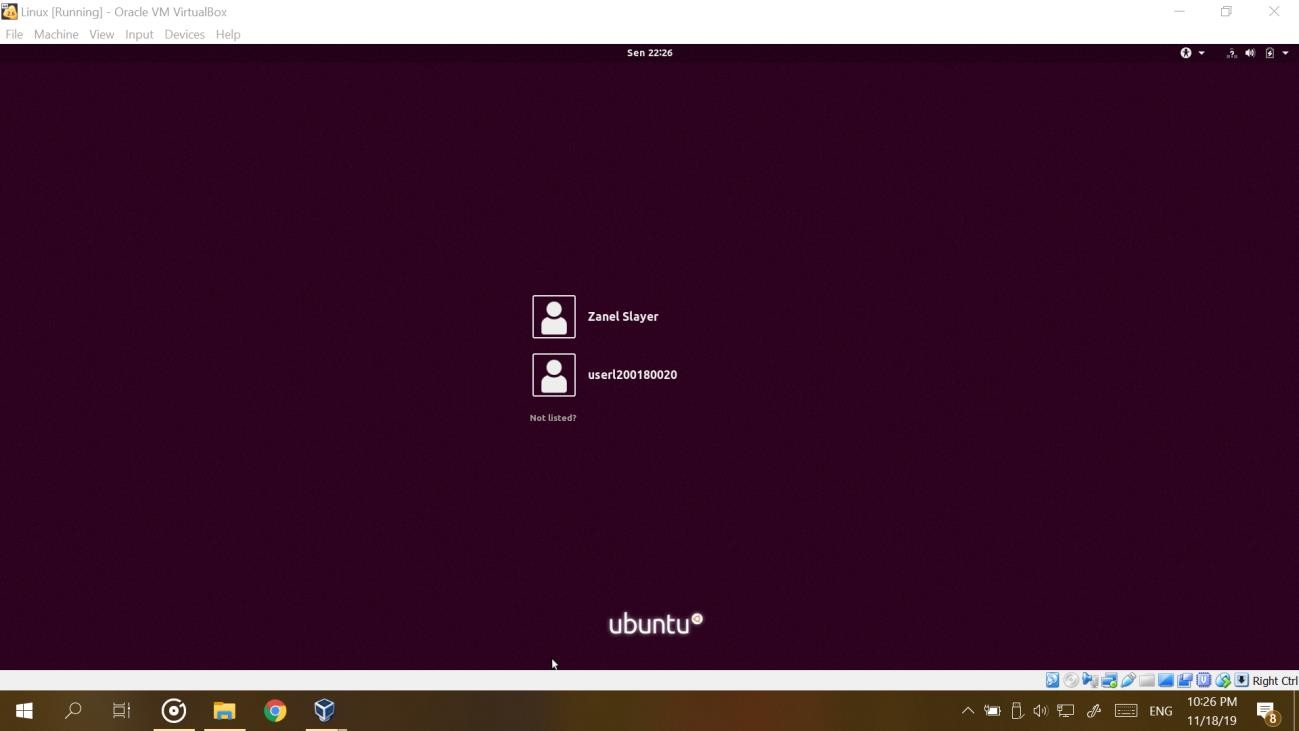 Linux [Running] - Oracle VM VirtualBox
File Machine View Input Devices Help
Sen 22:26
Zanel Slayer
userl200180020
Not listed?
ubuntu
Right Ctrl
ENG
10:26 PM
11/18/19
8